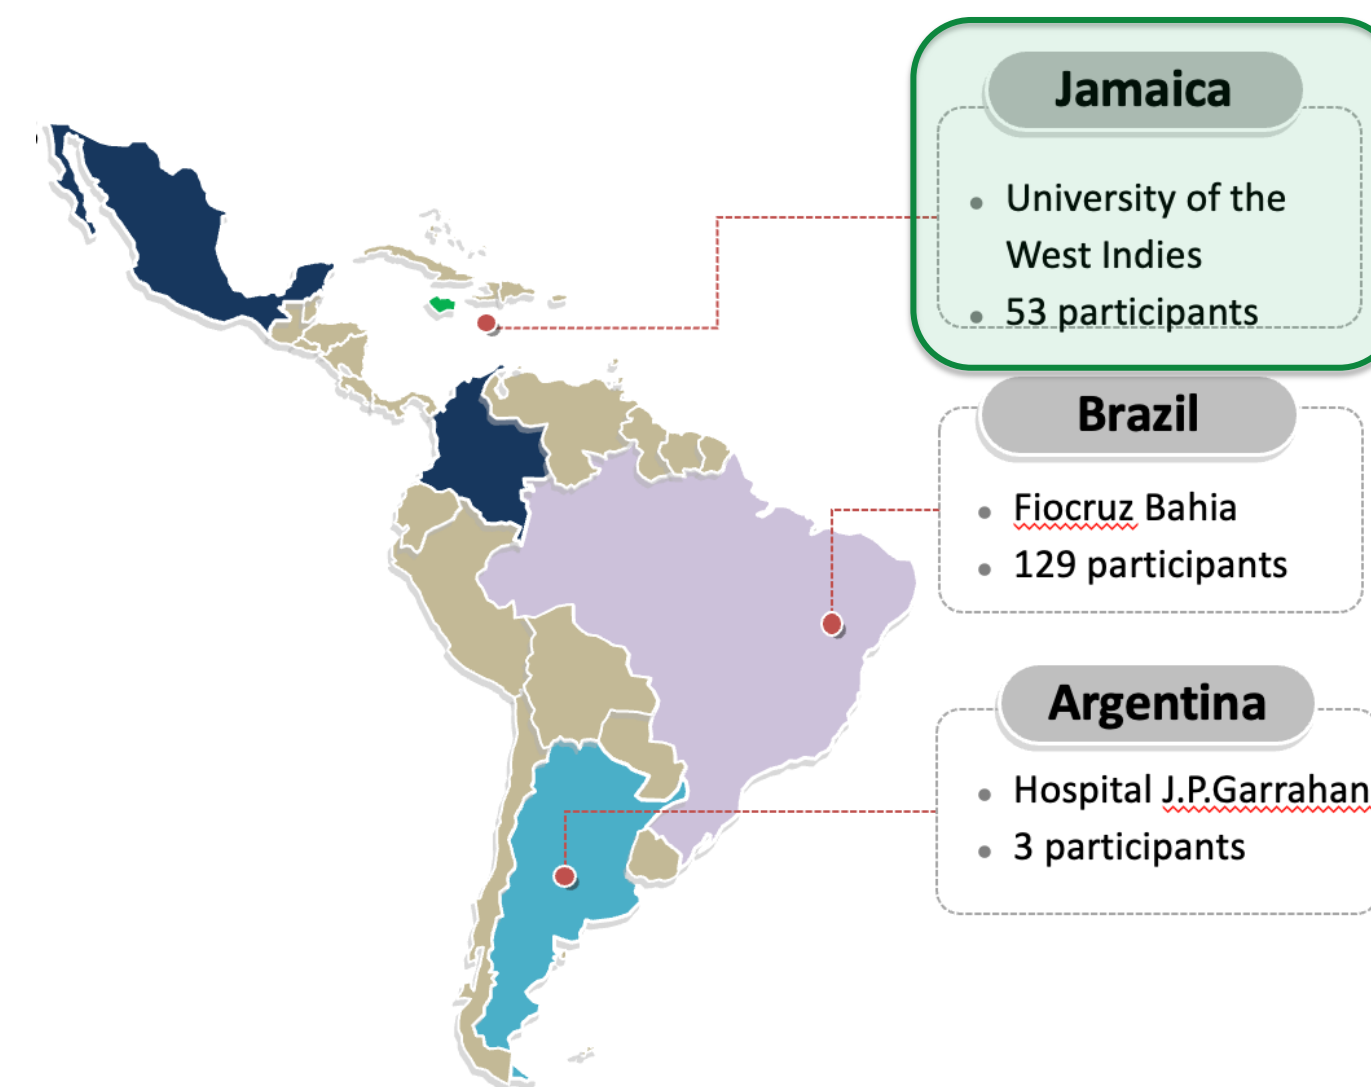 Jamaica
• University of the
West Indies
• 53 participants
Brazil
• Fiocruz Bahia
• 129 participants
Argentina
• Hospital J.P.Garrahan
• 3 participants